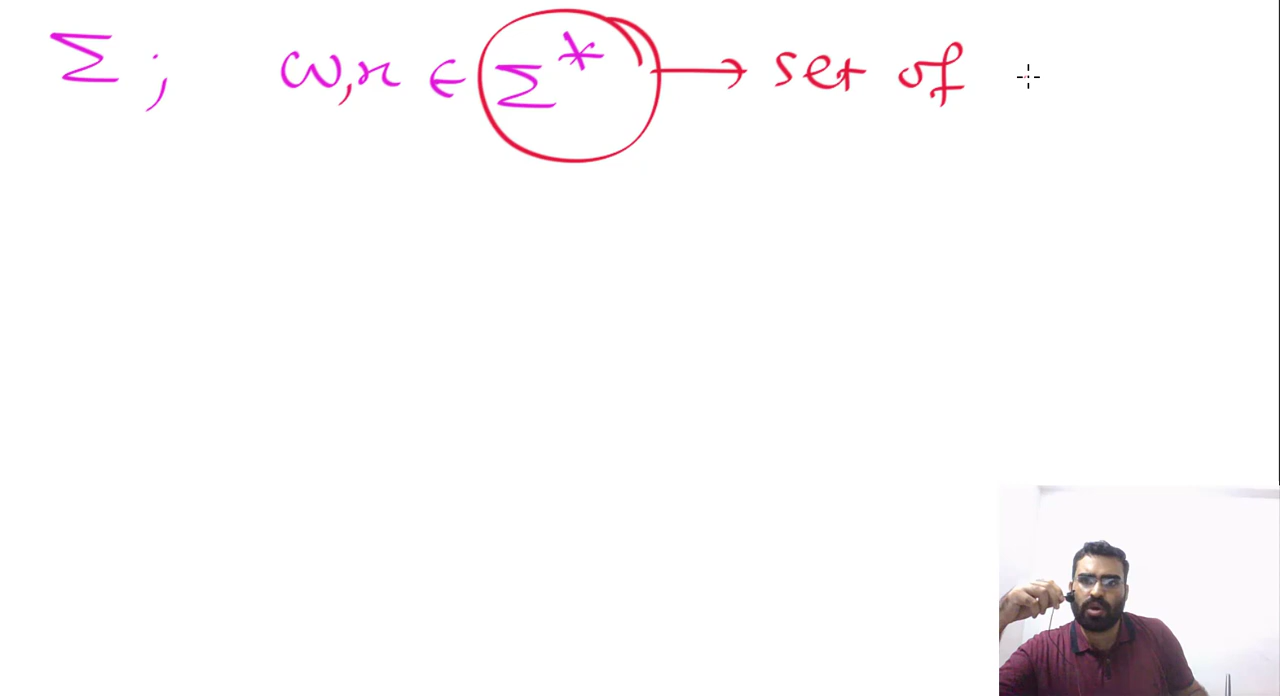 Σ; ω,x ∈ Σ* → set of